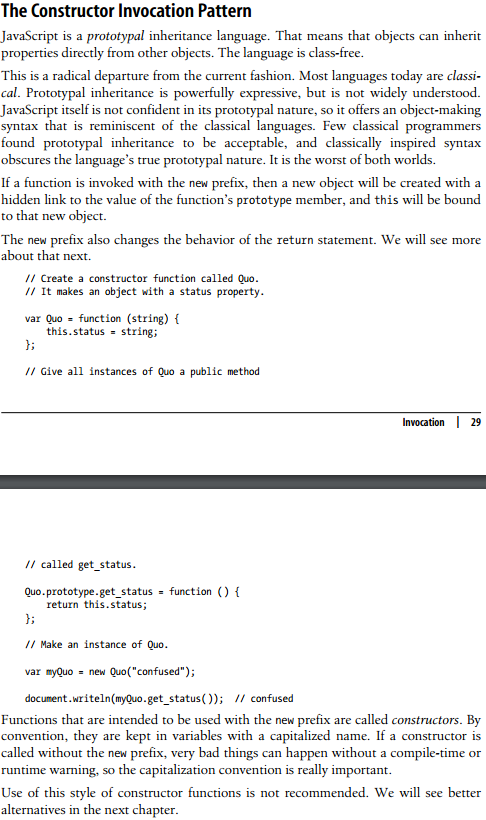 The Constructor Invocation Pattern
JavaScript is a prototypal inheritance language. That means that objects can inherit
properties directly from other objects. The language is class-free.
This is a radical departure from the current fashion. Most languages today are classi-
cal. Prototypal inheritance is powerfully expressive, but is not widely understood.
JavaScript itself is not confident in its prototypal nature, so it offers an object-making
syntax that is reminiscent of the classical languages. Few classical programmers
found prototypal inheritance to be acceptable, and classically inspired syntax
obscures the language's true prototypal nature. It is the worst of both worlds.
If a function is invoked with the new prefix, then a new object will be created with a
hidden link to the value of the function's prototype member, and this will be bound
to that new object.
The new prefix also changes the behavior of the return statement. We will see more
about that next.
// Create a constructor function called Quo.
// It makes an object with a status property.
var Quo = function (string) {
    this.status = string;
};
// Give all instances of Quo a public method
Invocation | 29
// called get_status.
Quo.prototype.get_status = function () {
    return this.status;
};
// Make an instance of Quo.
var myQuo = new Quo("confused");
document.writeln(myQuo.get_status()); // confused
Functions that are intended to be used with the new prefix are called constructors. By
convention, they are kept in variables with a capitalized name. If a constructor is
called without the new prefix, very bad things can happen without a compile-time or
runtime warning, so the capitalization convention is really important.
Use of this style of constructor functions is not recommended. We will see better
alternatives in the next chapter.